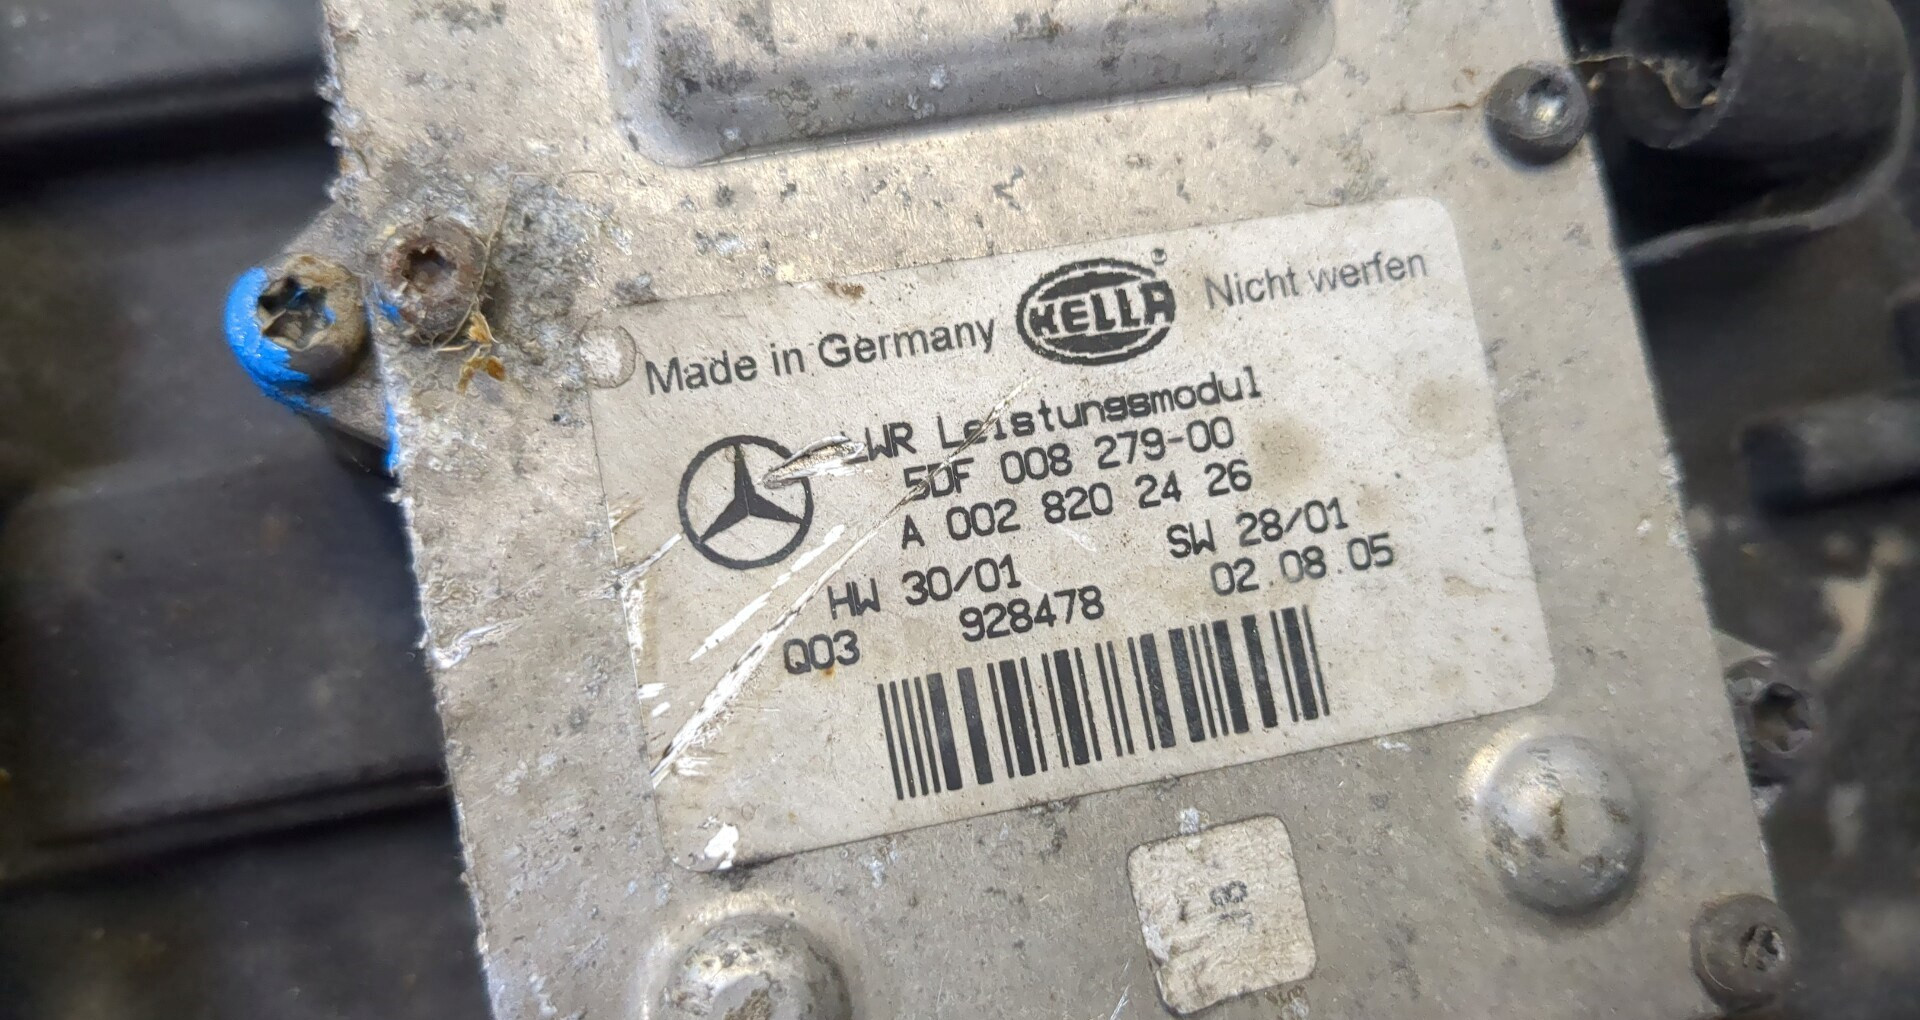 Made in Germany HELLA® Nicht werfen
LWR Leistungsmodul
5DF 008 279-00
A 002 820 24 26
HW 30/01 SW 28/01
Q03 928478 02.08.05